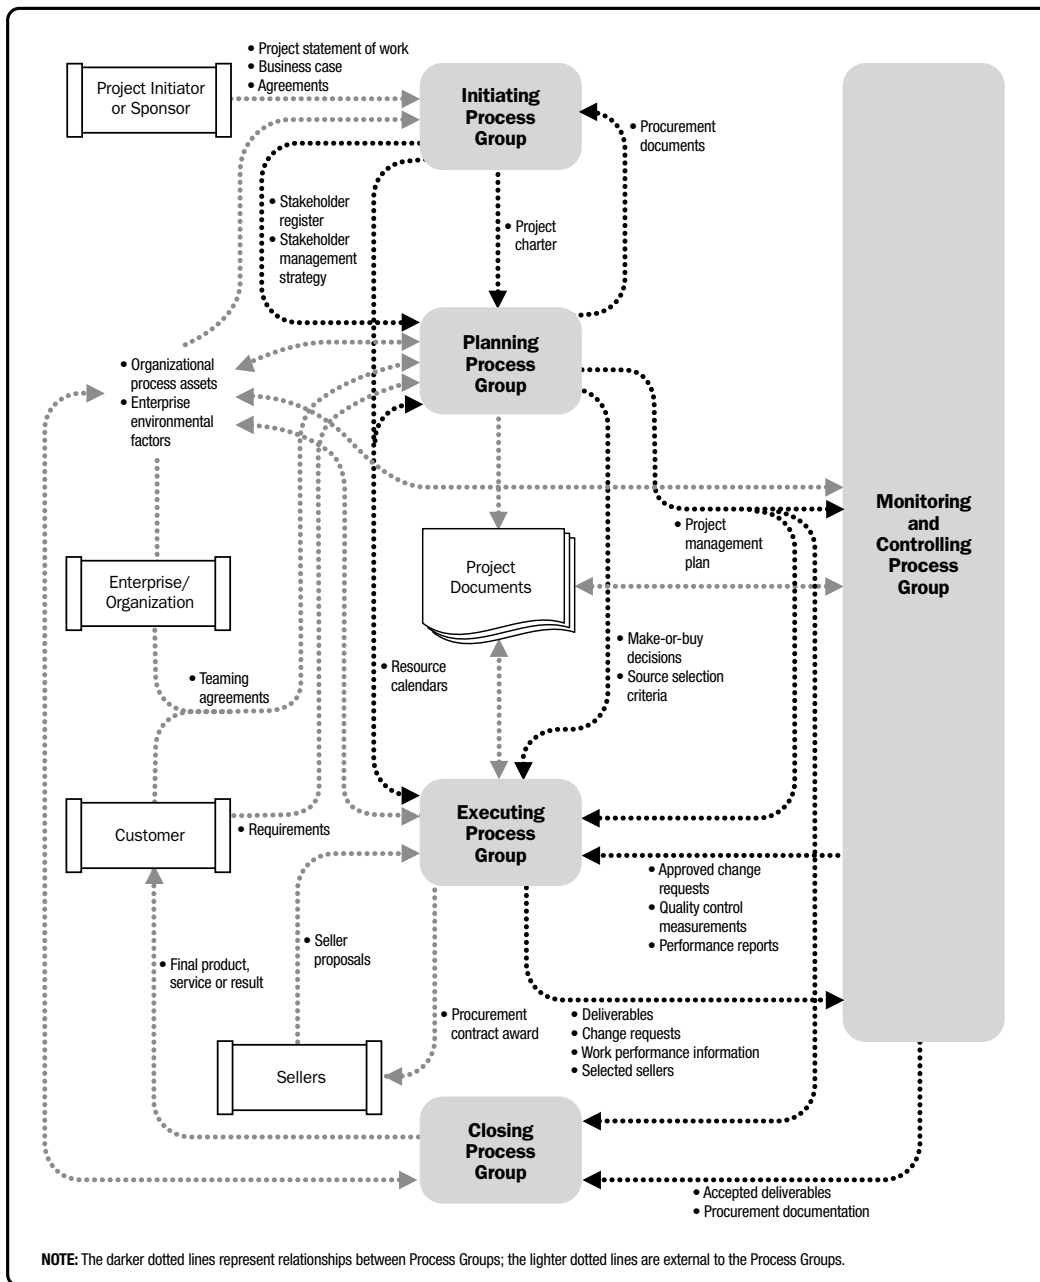 • Project statement of work
• Business case
• Agreements
Project Initiator
or Sponsor
Initiating
Process
Group
• Procurement
documents
• Stakeholder
register
• Stakeholder
management
strategy
• Project
charter
Planning
Process
Group
• Organizational
process assets
• Enterprise
environmental
factors
Monitoring
and
Controlling
Process
Group
• Project
management
plan
Project
Documents
Enterprise/
Organization
• Make-or-buy
decisions
• Source selection
criteria
• Resource
calendars
• Teaming
agreements
Executing
Process
Group
Customer
• Requirements
• Approved change
requests
• Quality control
measurements
• Performance reports
• Seller
proposals
• Final product,
service or result
• Procurement
contract award
• Deliverables
• Change requests
• Work performance information
• Selected sellers
Sellers
Closing
Process
Group
• Accepted deliverables
• Procurement documentation
NOTE: The darker dotted lines represent relationships between Process Groups; the lighter dotted lines are external to the Process Groups.